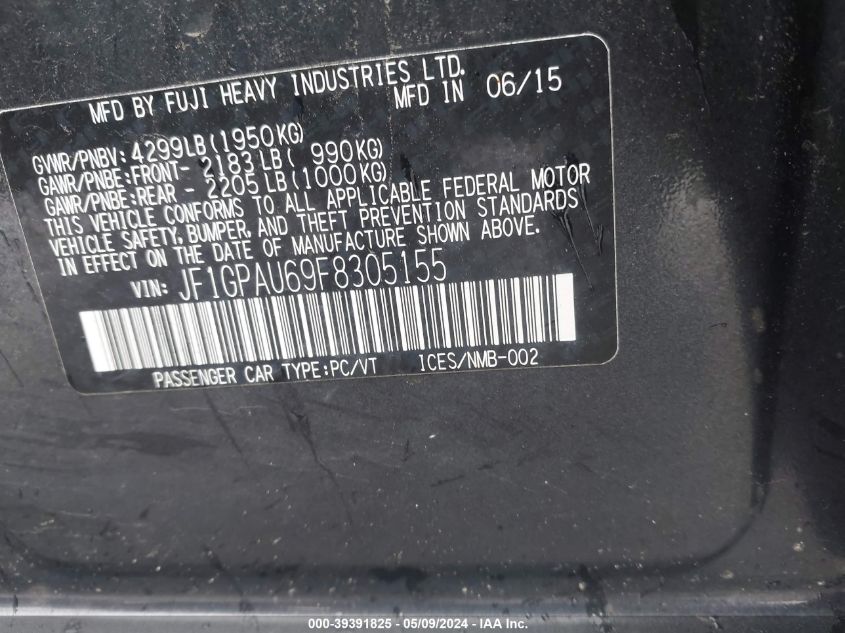 MFD BY FUJI HEAVY INDUSTRIES LTD.
MFD IN 06/15
GVWR/PNBV: 4299LB(1950KG)
GAWR/PNBE:FRONT- 2183LB( 990KG)
GAWR/PNBE:REAR - 2205LB(1000KG)
THIS VEHICLE CONFORMS TO ALL APPLICABLE FEDERAL MOTOR
VEHICLE SAFETY, BUMPER, AND THEFT PREVENTION STANDARDS
IN EFFECT ON THE DATE OF MANUFACTURE SHOWN ABOVE.
VIN: JF1GPAU69F8305155
PASSENGER CAR TYPE:PC/VT ICES/NMB-002
000-39391825 - 05/09/2024 - IAA Inc.